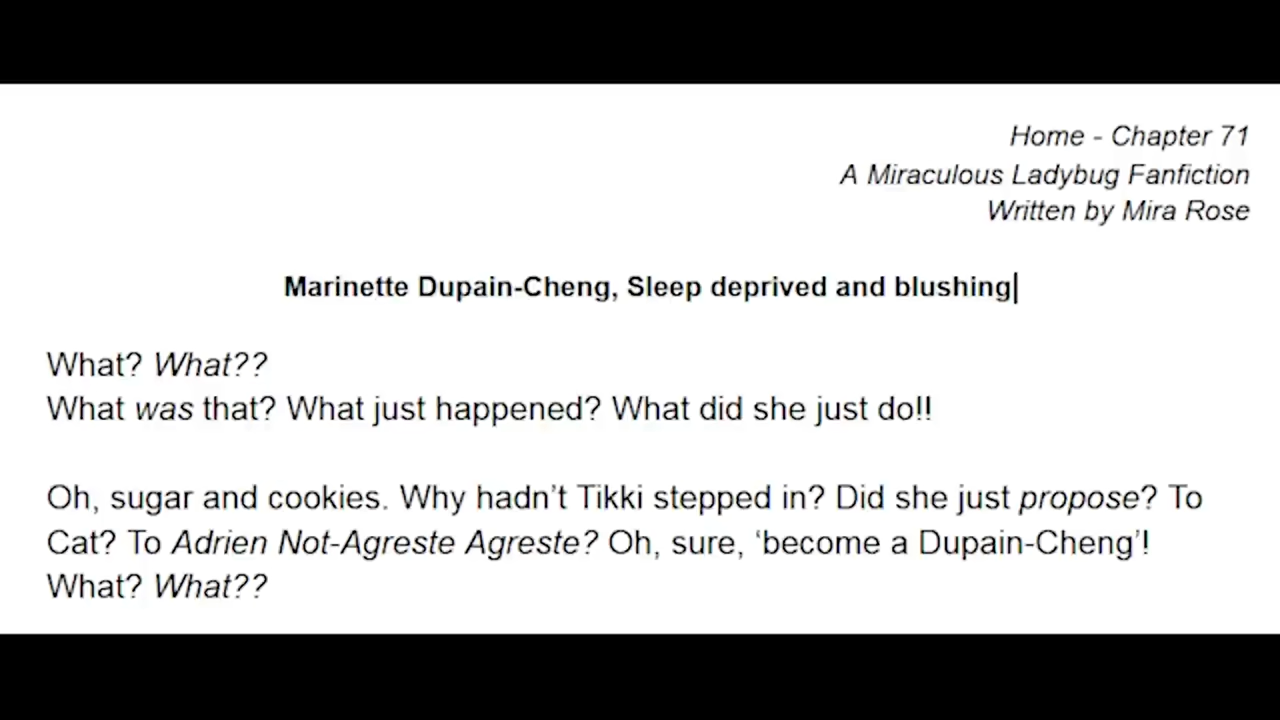 Home - Chapter 71
A Miraculous Ladybug Fanfiction
Written by Mira Rose
Marinette Dupain-Cheng, Sleep deprived and blushing
What? What??
What was that? What just happened? What did she just do!!
Oh, sugar and cookies. Why hadn’t Tikki stepped in? Did she just propose? To
Cat? To Adrien Not-Agreste Agreste? Oh, sure, ‘become a Dupain-Cheng’!
What? What??